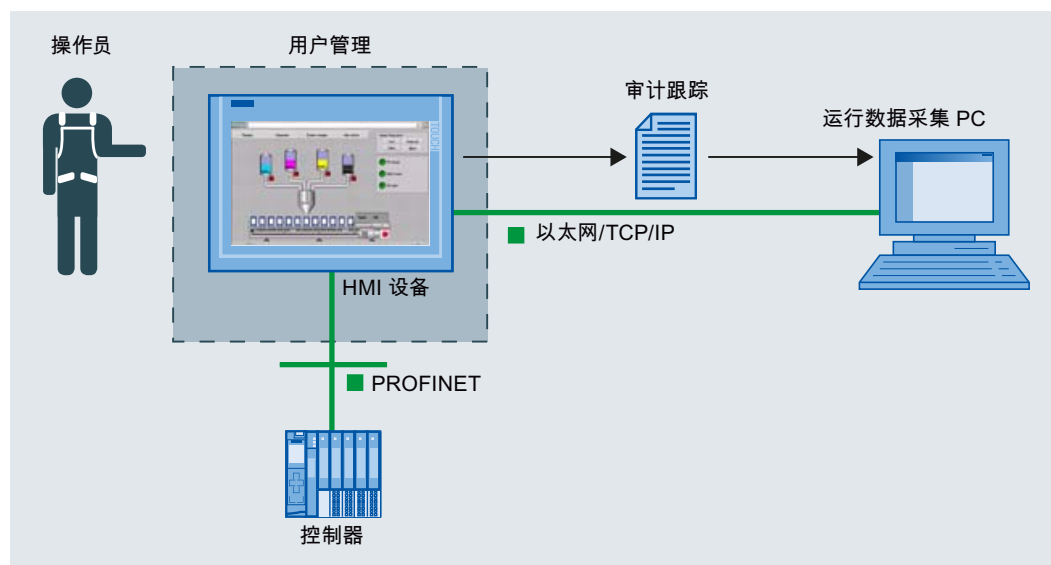 操作员
用户管理
审计跟踪
运行数据采集 PC
TOUCH
以太网/TCP/IP
HMI 设备
PROFINET
控制器